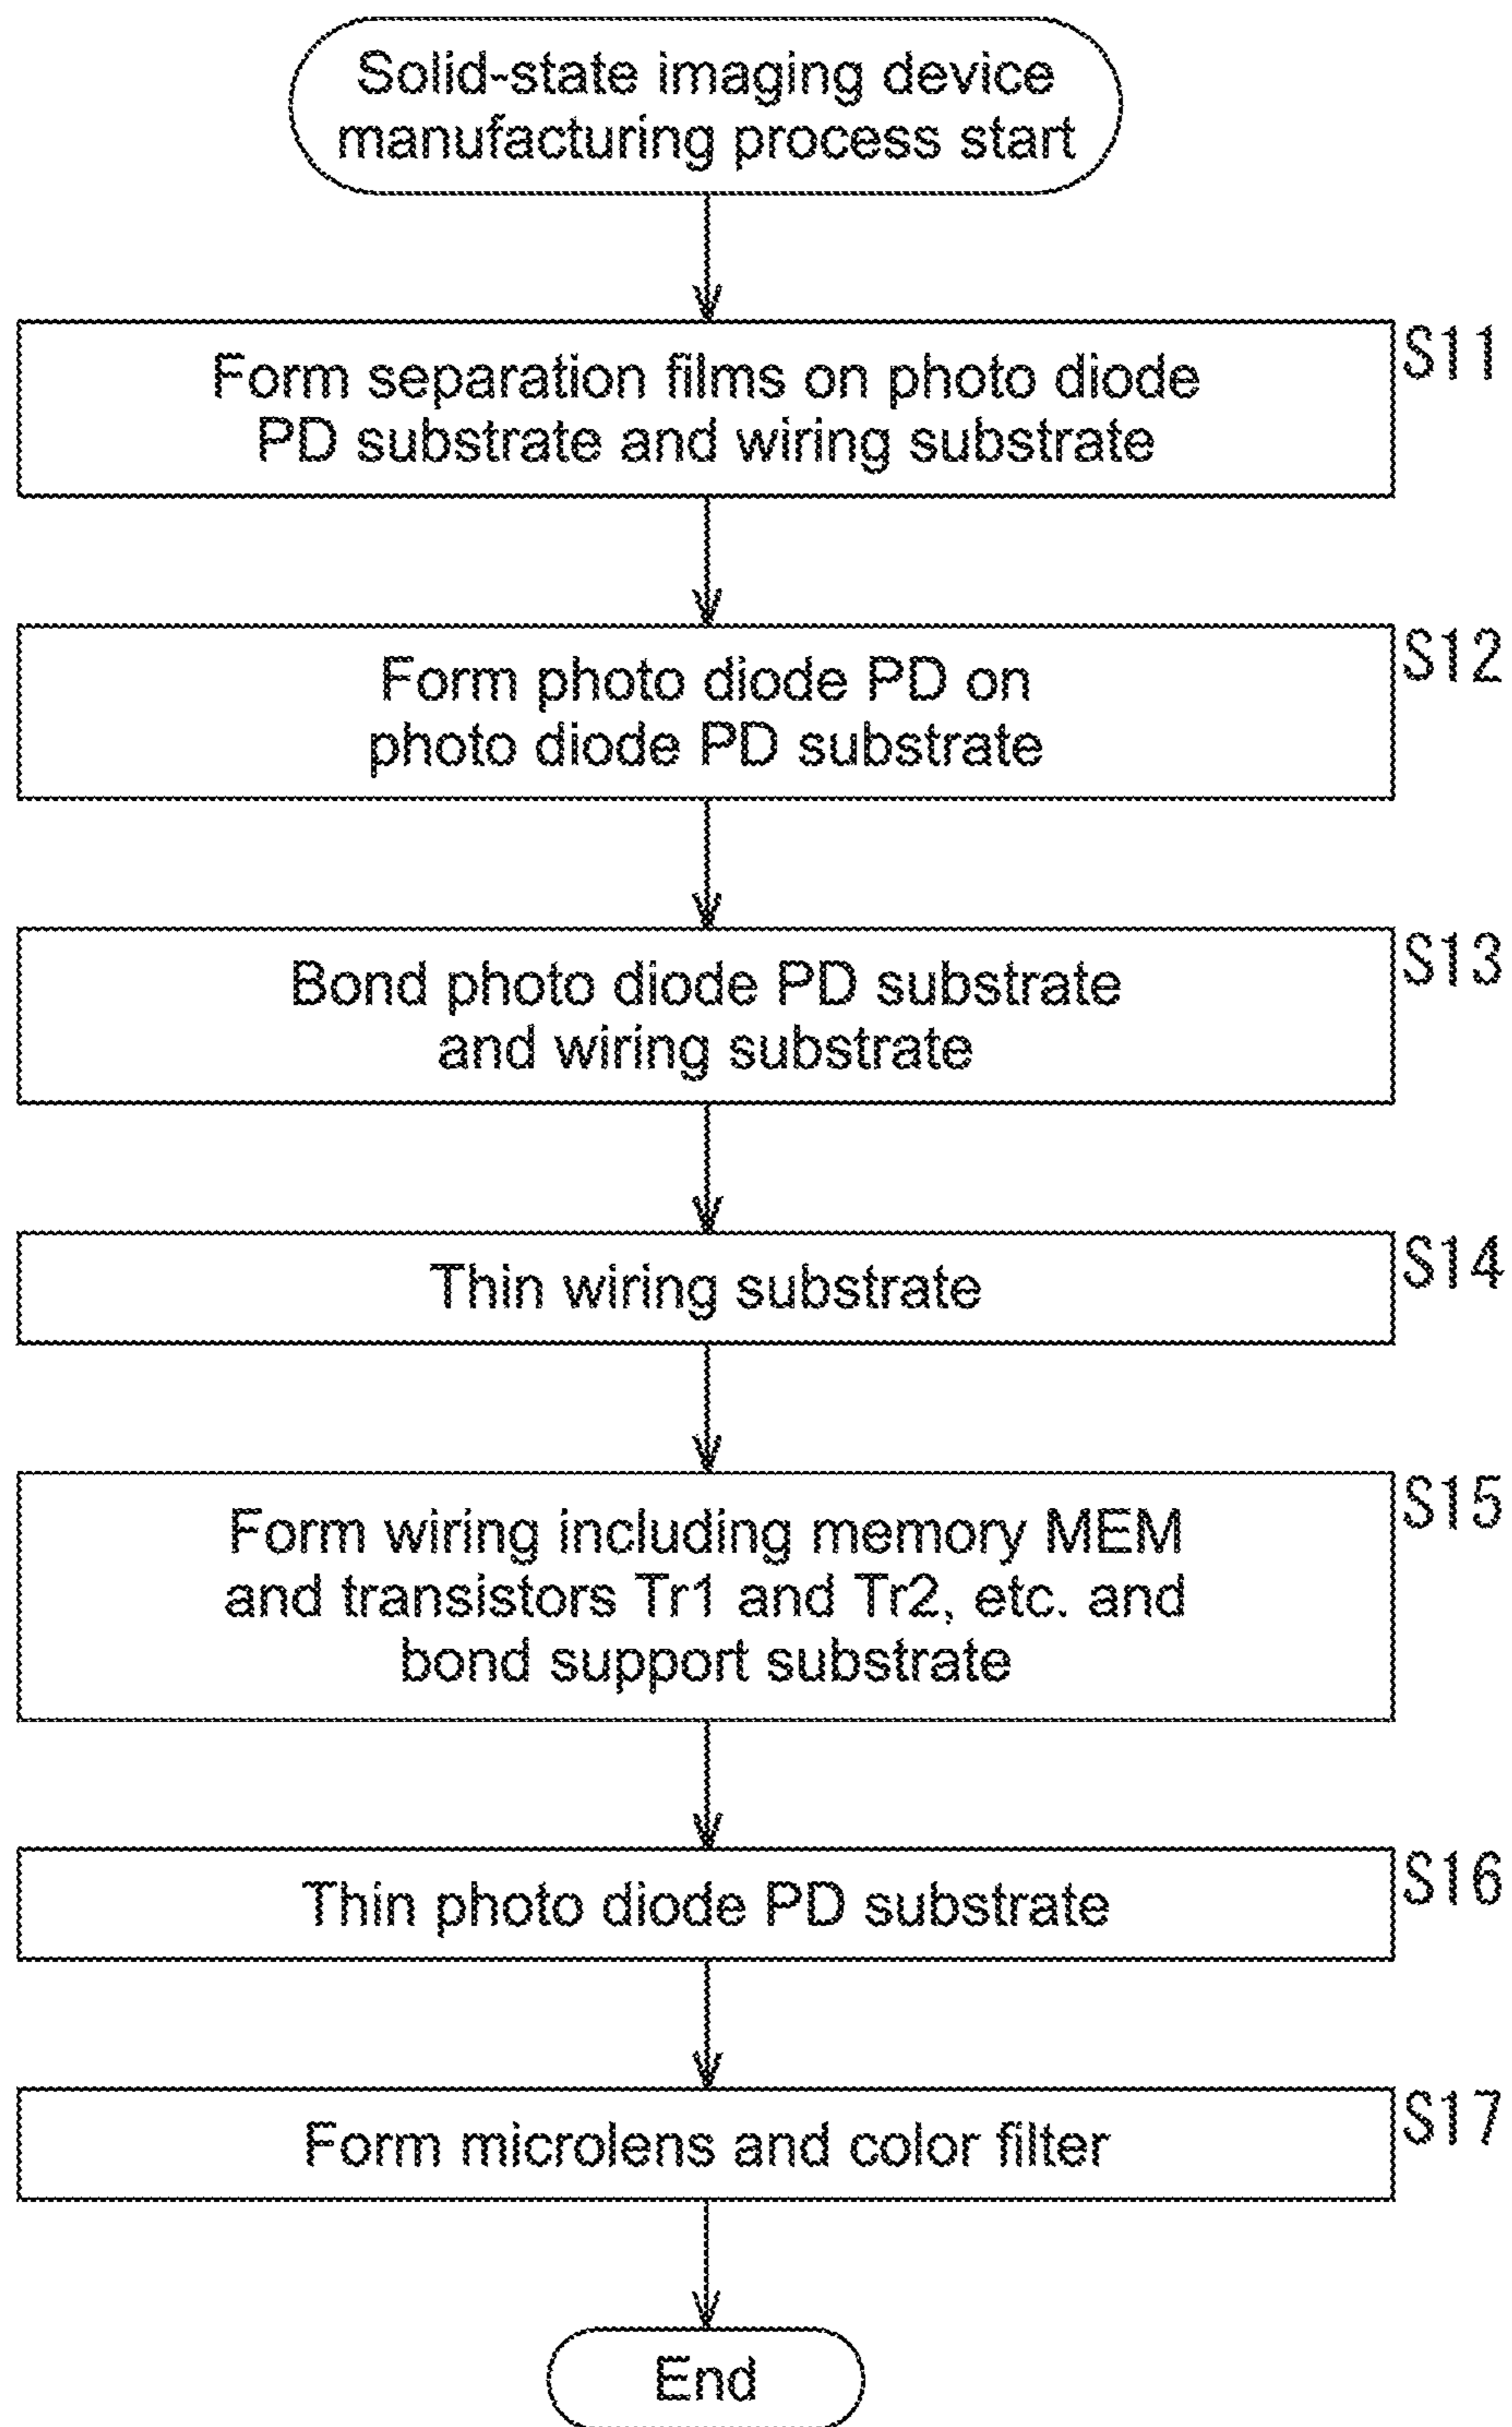 Solid-state imaging device
manufacturing process start
S11
Form separation films on photo diode
PD substrate and wiring substrate
S12
Form photo diode PD on
photo diode PD substrate
S13
Bond photo diode PD substrate
and wiring substrate
S14
Thin wiring substrate
S15
Form wiring including memory MEM
and transistors Tr1 and Tr2, etc. and
bond support substrate
S16
Thin photo diode PD substrate
S17
Form microlens and color filter
End